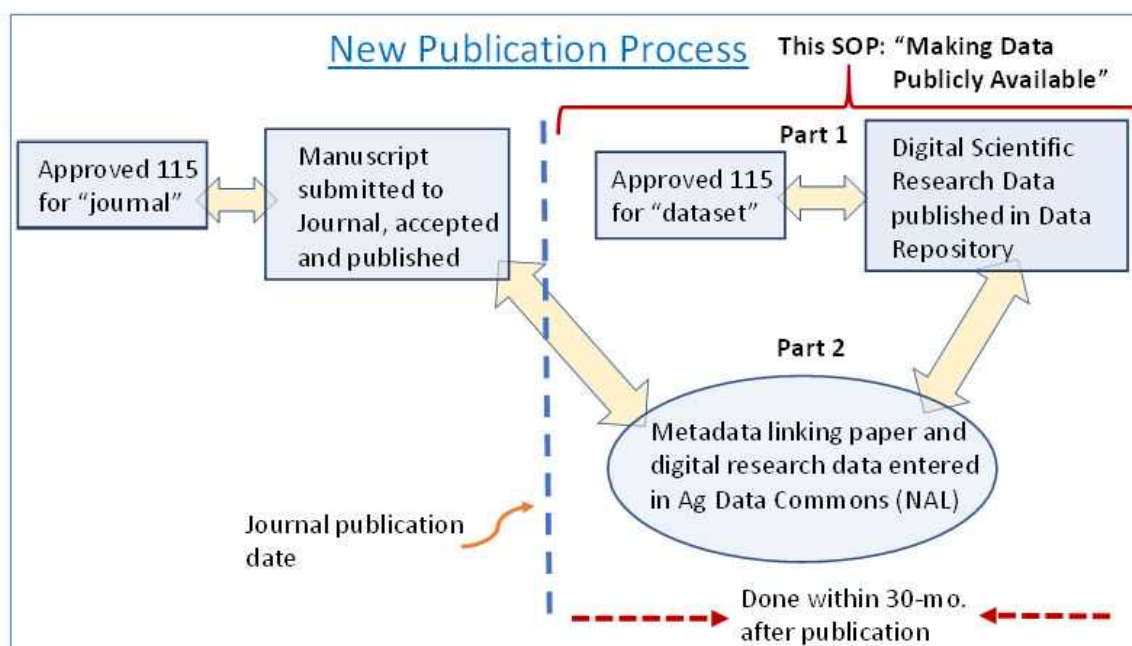 New Publication Process
This SOP: “Making Data
Publicly Available”
Approved 115
for “journal”
Manuscript
submitted to
Journal, accepted
and published
Part 1
Approved 115
for “dataset”
Digital Scientific
Research Data
published in Data
Repository
Part 2
Metadata linking paper and
digital research data entered
in Ag Data Commons (NAL)
Journal publication
date
Done within 30-mo.
after publication